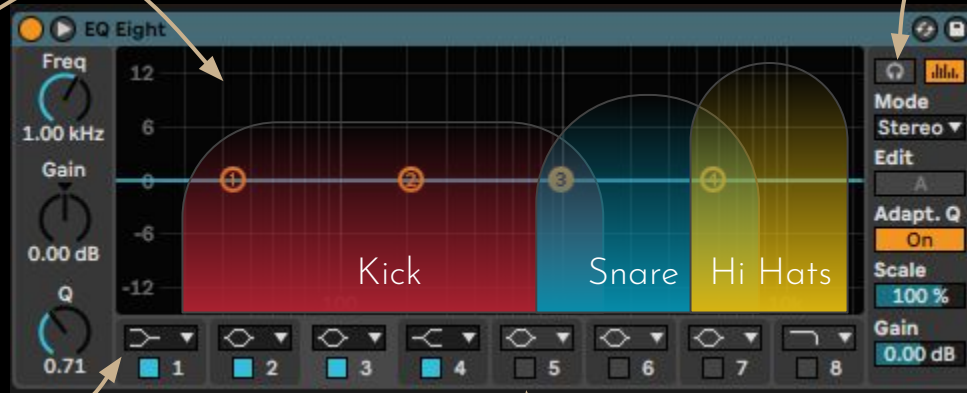 EQ Eight
Freq
1.00 kHz
Gain
0.00 dB
Q
0.71
12
6
0
-6
-12
100
1
2
3
4
Kick
Snare
Hi Hats
1
2
3
4
5
6
7
8
Mode
Stereo
Edit
A
Adapt. Q
On
Scale
100 %
Gain
0.00 dB